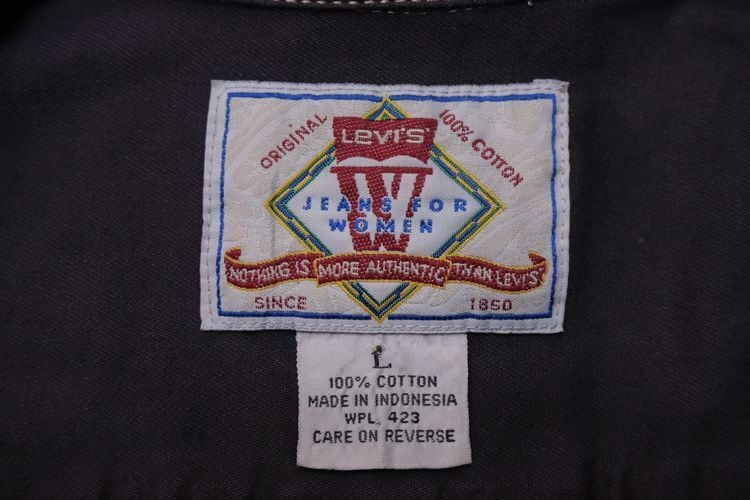 ORIGINAL
LEVI'S
100% COTTON
W
JEANS FOR
WOMEN
NOTHING IS MORE AUTHENTIC THAN LEVI'S
SINCE 1850
L
100% COTTON
MADE IN INDONESIA
WPL. 423
CARE ON REVERSE